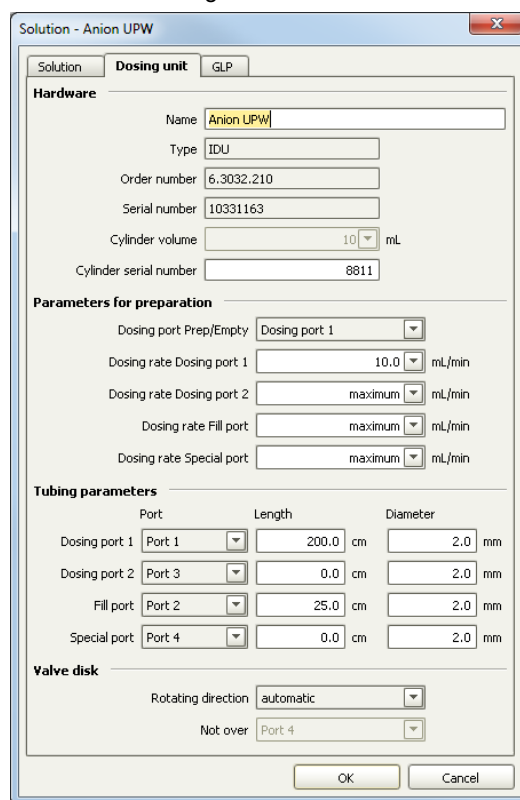 Solution - Anion UPW
Solution Dosing unit GLP
Hardware
Name Anion UPW
Type IDU
Order number 6.3032.210
Serial number 10331163
Cylinder volume 10 mL
Cylinder serial number 8811
Parameters for preparation
Dosing port Prep/Empty Dosing port 1
Dosing rate Dosing port 1 10.0 mL/min
Dosing rate Dosing port 2 maximum mL/min
Dosing rate Fill port maximum mL/min
Dosing rate Special port maximum mL/min
Tubing parameters
Port Length Diameter
Dosing port 1 Port 1 200.0 cm 2.0 mm
Dosing port 2 Port 3 0.0 cm 2.0 mm
Fill port Port 2 25.0 cm 2.0 mm
Special port Port 4 0.0 cm 2.0 mm
Valve disk
Rotating direction automatic
Not over Port 4
OK Cancel